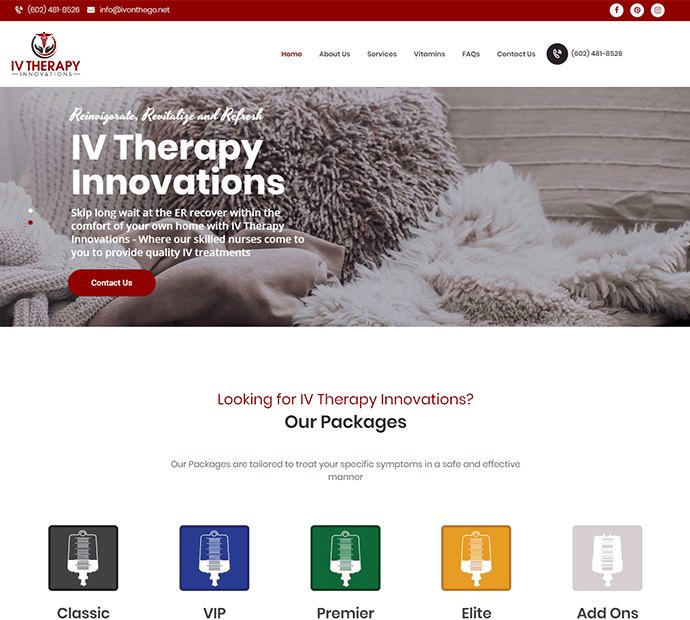 (602) 481-8526 info@ivonthego.net
IV THERAPY
INNOVATIONS
Home About Us Services Vitamins FAQs Contact Us (602) 481-8526
Reinvigorate, Revitalize and Refresh
IV Therapy
Innovations
Skip long wait at the ER recover within the
comfort of your own home with IV Therapy
Innovations - Where our skilled nurses come to
you to provide quality IV treatments
Contact Us
Looking for IV Therapy Innovations?
Our Packages
Our Packages are tailored to treat your specific symptoms in a safe and effective
manner
Classic VIP Premier Elite Add Ons